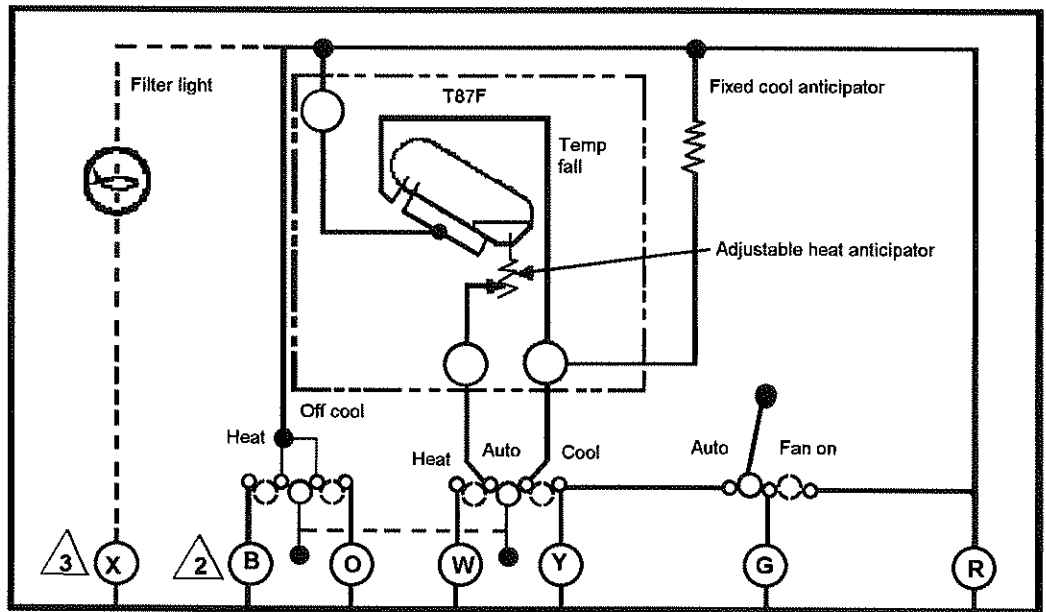 Filter light
T87F
Fixed cool anticipator
Temp
fall
Adjustable heat anticipator
Off cool
Heat
Heat
Auto
Cool
Auto
Fan on
3
X
2
B
O
W
Y
G
R